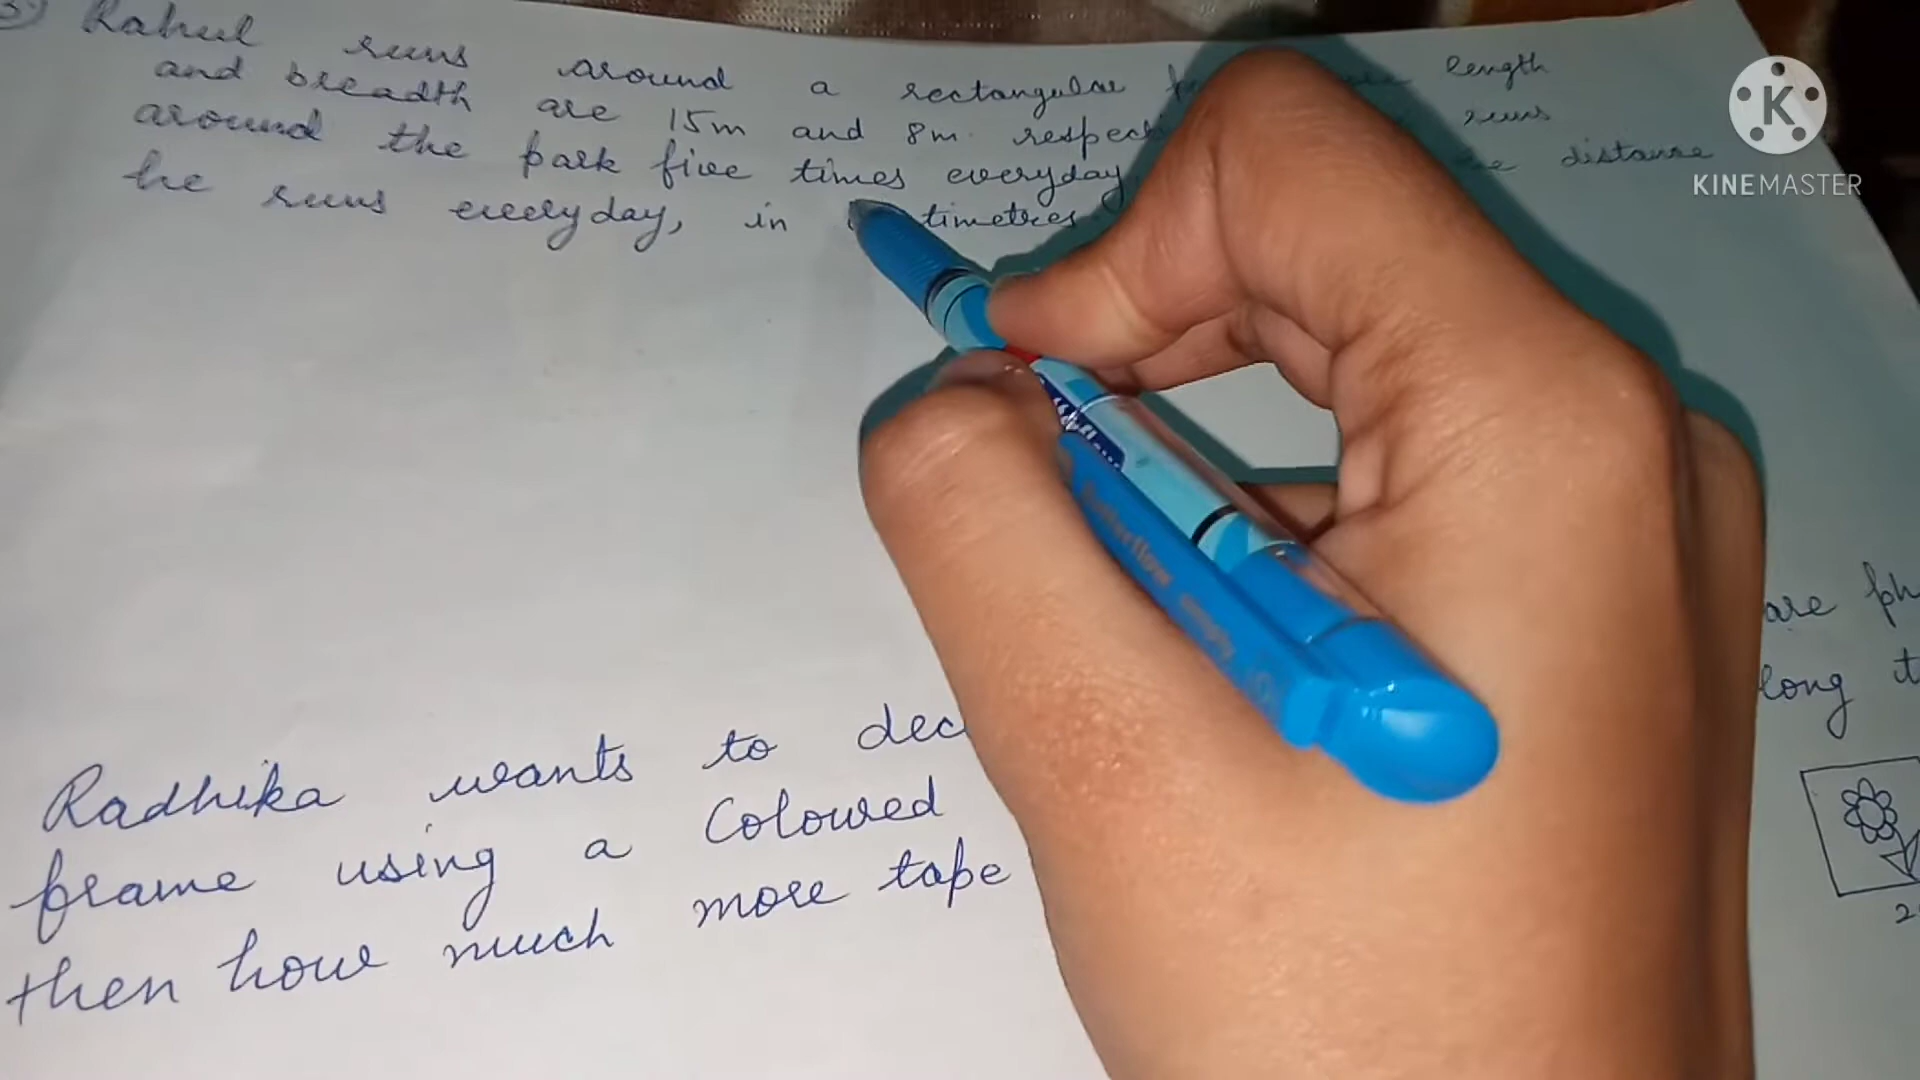 Rahul runs around a rectangular length
and breadth are 15m and 8m. runs
around the park five times everyday, distance
he runs everyday, in timetres
are
long
Radhika wants to
frame using a Coloured
then how much more tape
K
KINEMASTER